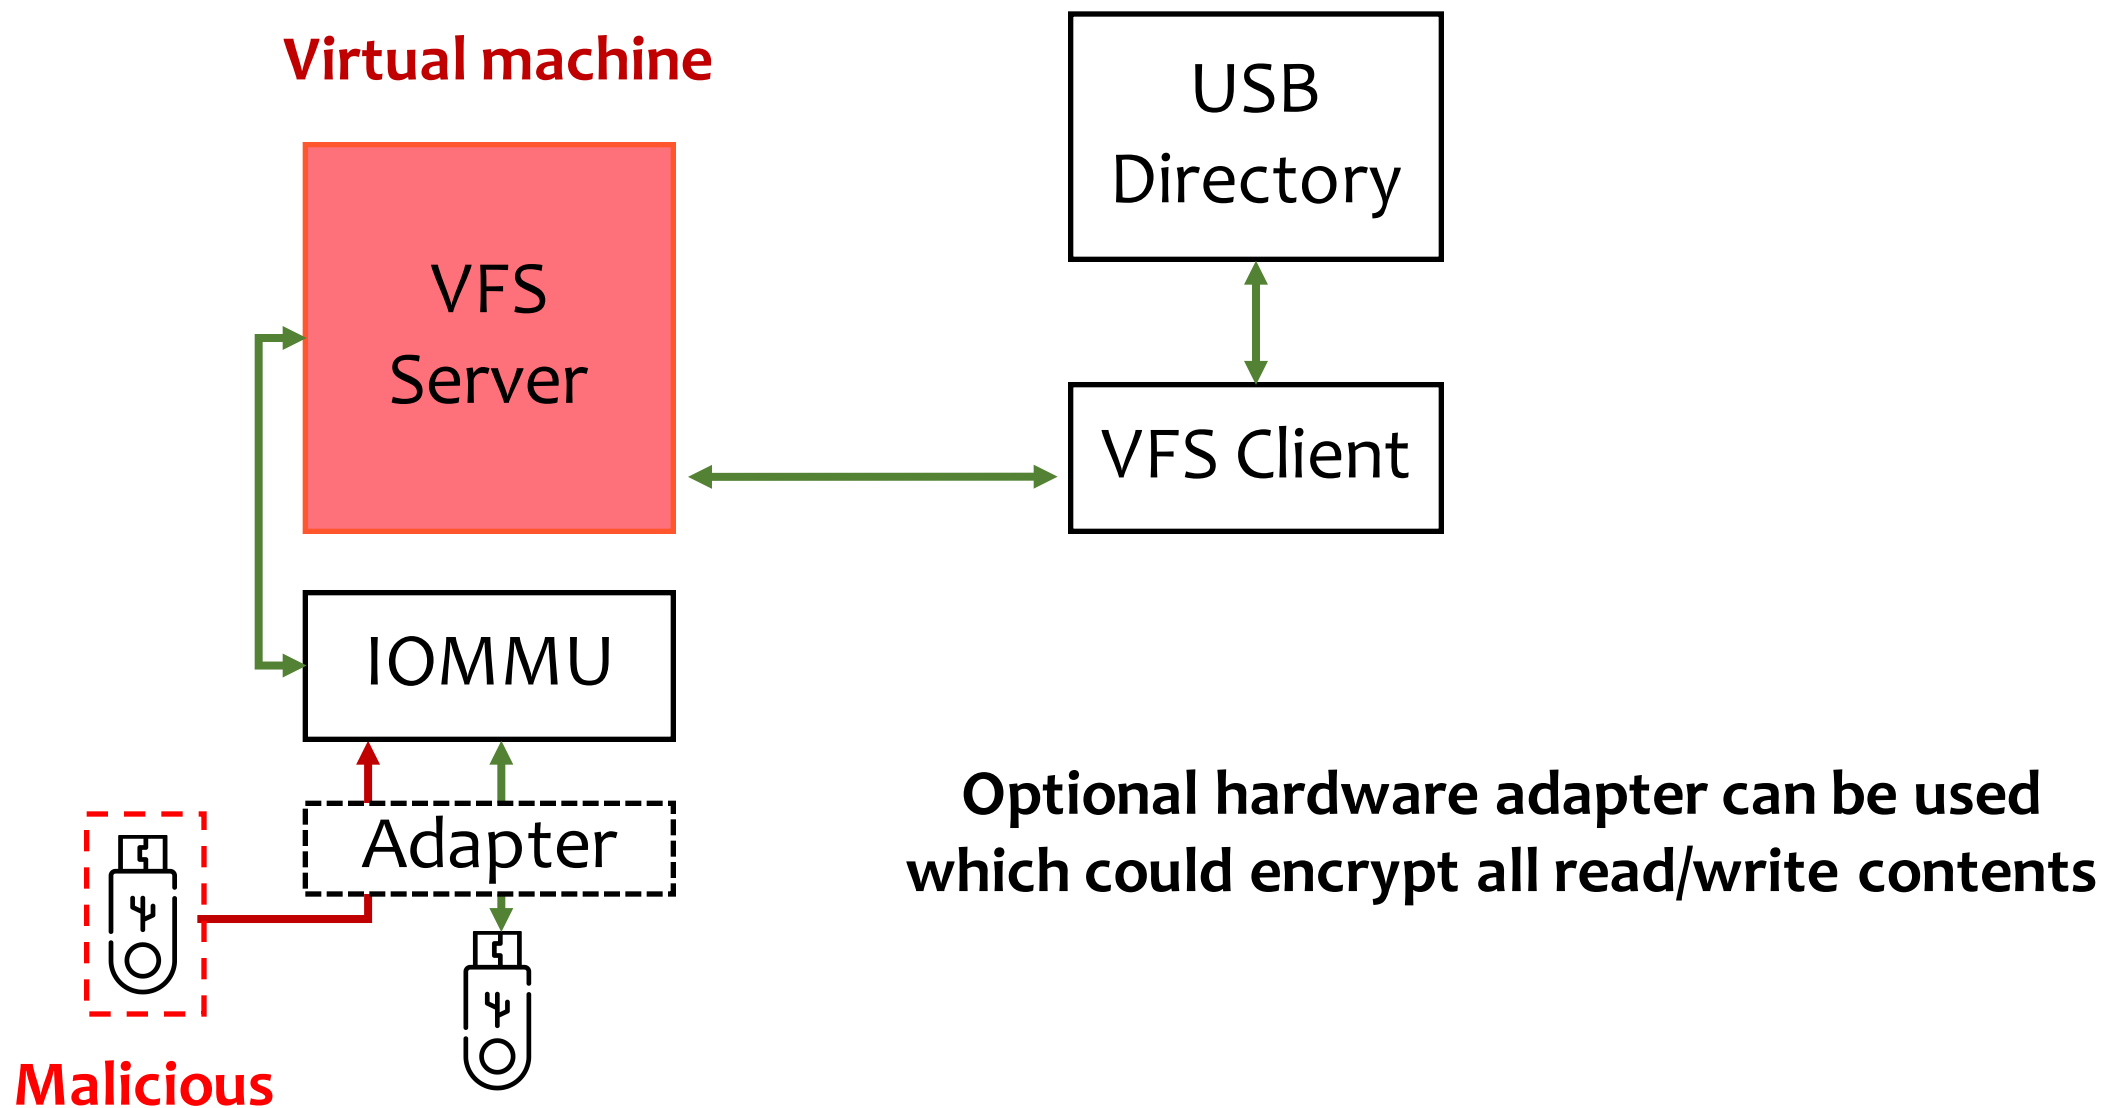 Virtual machine
USB
Directory
VFS
Server
VFS Client
IOMMU
Adapter
Optional hardware adapter can be used
which could encrypt all read/write contents
Malicious